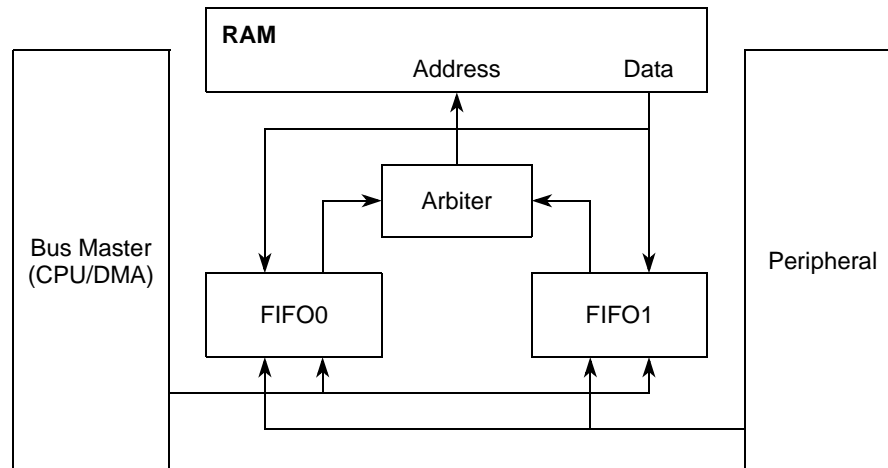 RAM
Address Data
Arbiter
Bus Master
(CPU/DMA)
Peripheral
FIFO0
FIFO1